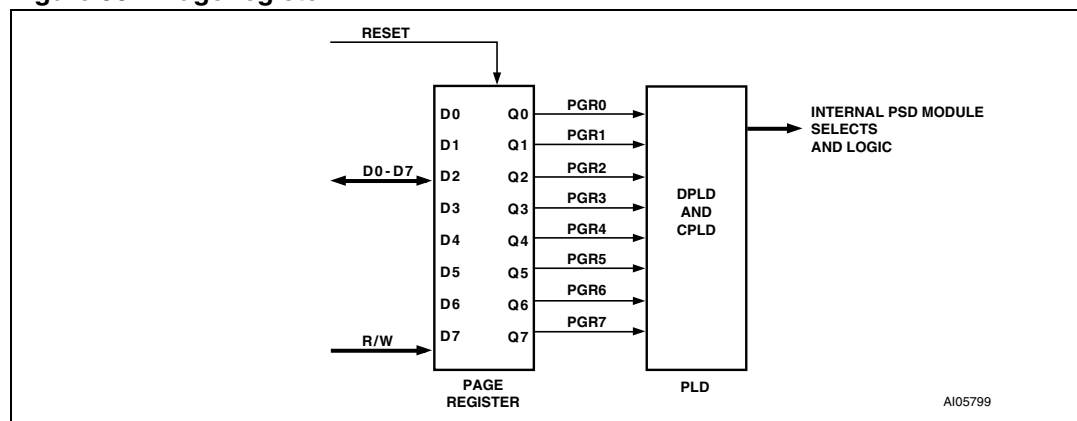 RESET
D0 Q0 PGR0
D1 Q1 PGR1
D0-D7 D2 Q2 PGR2
D3 Q3 PGR3
D4 Q4 PGR4
D5 Q5 PGR5
D6 Q6 PGR6
R/W D7 Q7 PGR7
PAGE
REGISTER
DPLD
AND
CPLD
PLD
INTERNAL PSD MODULE
SELECTS
AND LOGIC
AI05799